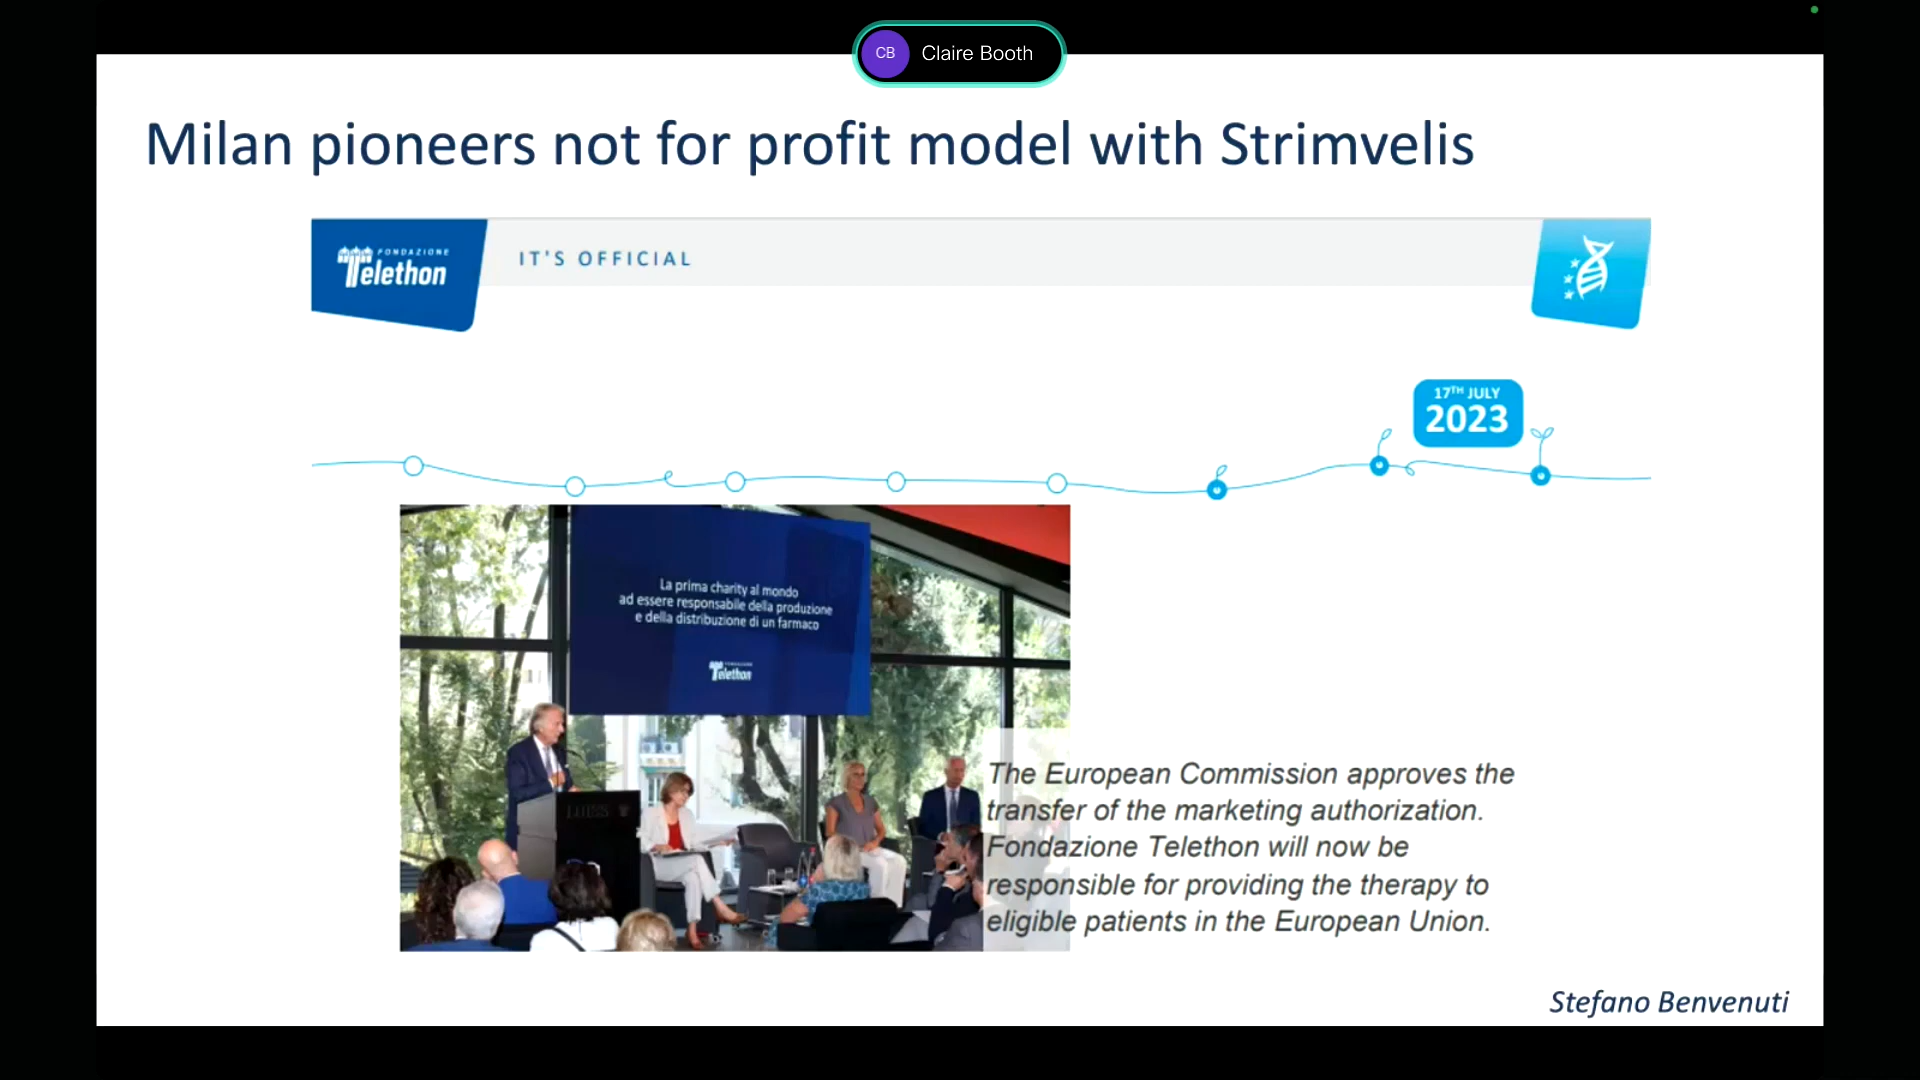 CB Claire Booth
Milan pioneers not for profit model with Strimvelis
FONDAZIONE
Telethon
IT'S OFFICIAL
17TH JULY
2023
La prima charity al mondo
ad essere responsabile della produzione
e della distribuzione di un farmaco
Telethon
The European Commission approves the
transfer of the marketing authorization.
Fondazione Telethon will now be
responsible for providing the therapy to
eligible patients in the European Union.
Stefano Benvenuti